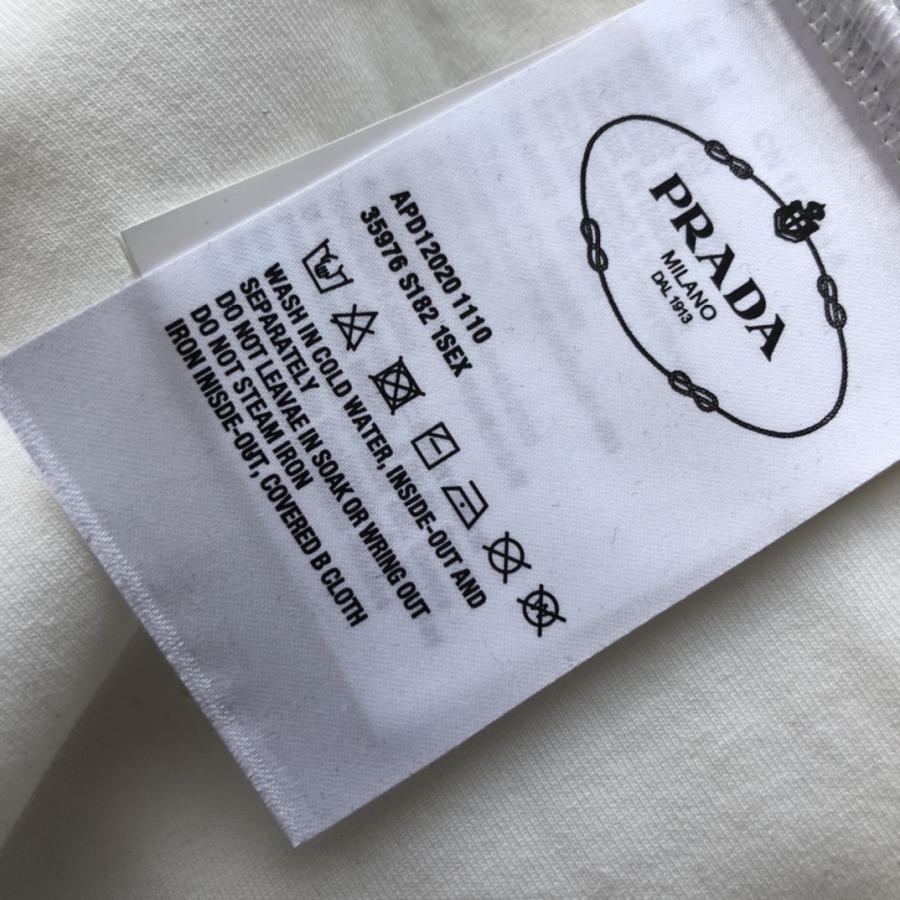 PRADA
MILANO
DAL 1913
APD12020 1110
35976 S182 1SEX
WASH IN COLD WATER, INSIDE-OUT AND
SEPARATELY
DO NOT LEAVAE IN SOAK OR WRING OUT
DO NOT STEAM IRON
IRON INISDE-OUT, COVERED B CLOTH